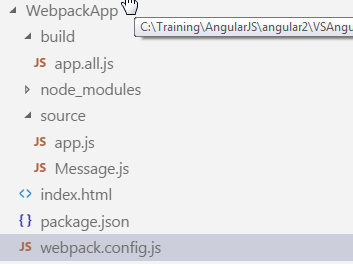 WebpackApp
C:\Training\AngularJS\angular2\VSAng
build
JS app.all.js
node_modules
source
JS app.js
JS Message.js
<> index.html
{ } package.json
JS webpack.config.js